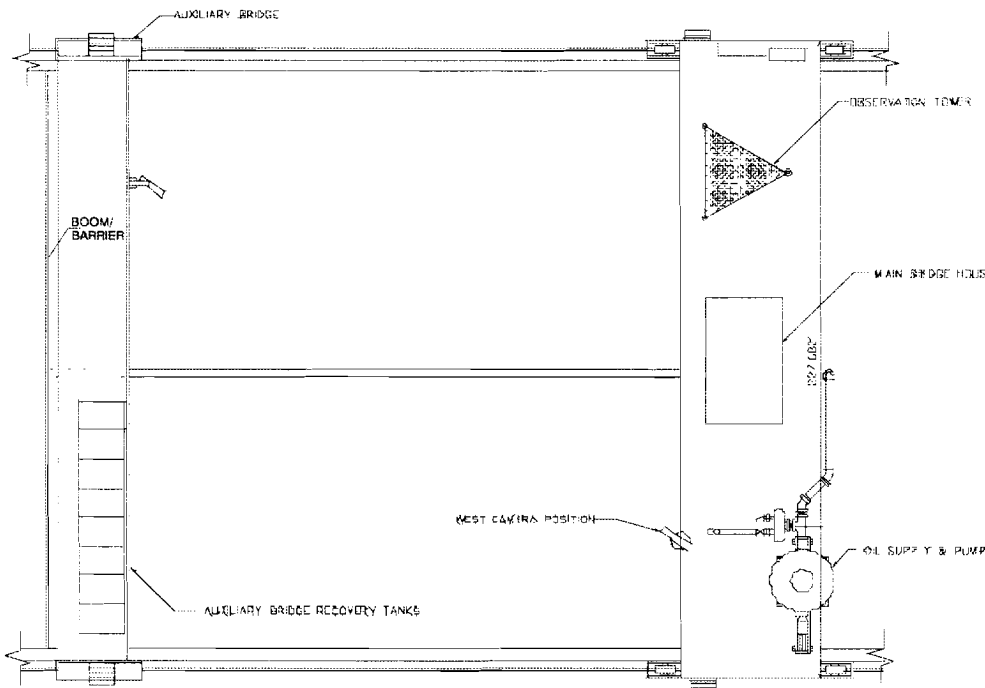 AUXILIARY BRIDGE
OBSERVATION TOWER
BOOM/
BARRIER
MAIN BRIDGE HOUS
WEST CAMERA POSITION
OIL SUPPLY & PUMP
AUXILIARY BRIDGE RECOVERY TANKS